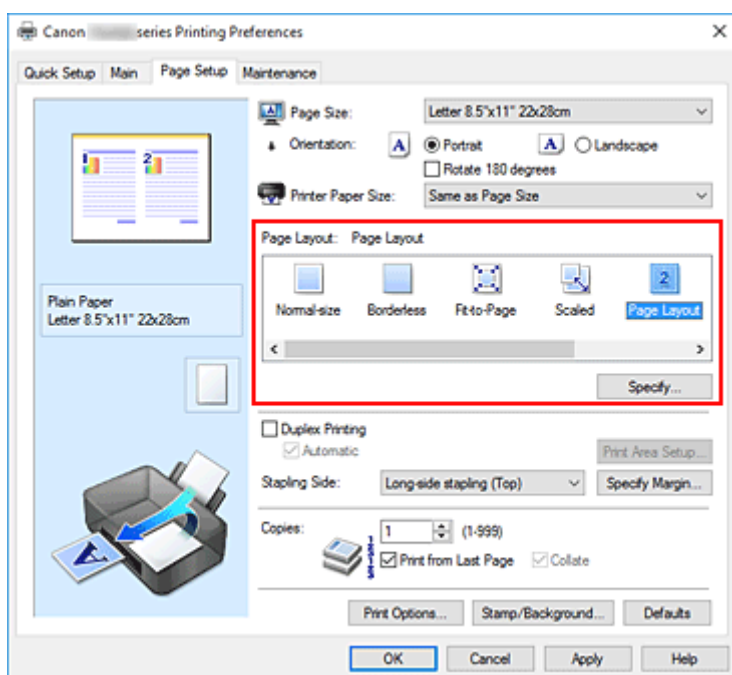 Canon series Printing Preferences
Quick Setup Main Page Setup Maintenance
1 2
Plain Paper
Letter 8.5"x11" 22x28cm
Page Size: Letter 8.5"x11" 22x28cm
Orientation: A Portrait A Landscape
Rotate 180 degrees
Printer Paper Size: Same as Page Size
Page Layout: Page Layout
2
Normal-size Borderless Fit-to-Page Scaled Page Layout
Specify...
Duplex Printing
Automatic Print Area Setup...
Stapling Side: Long-side stapling (Top) Specify Margin...
Copies: 1 (1-999)
Print from Last Page Collate
A
Print Options... Stamp/Background... Defaults
OK Cancel Apply Help